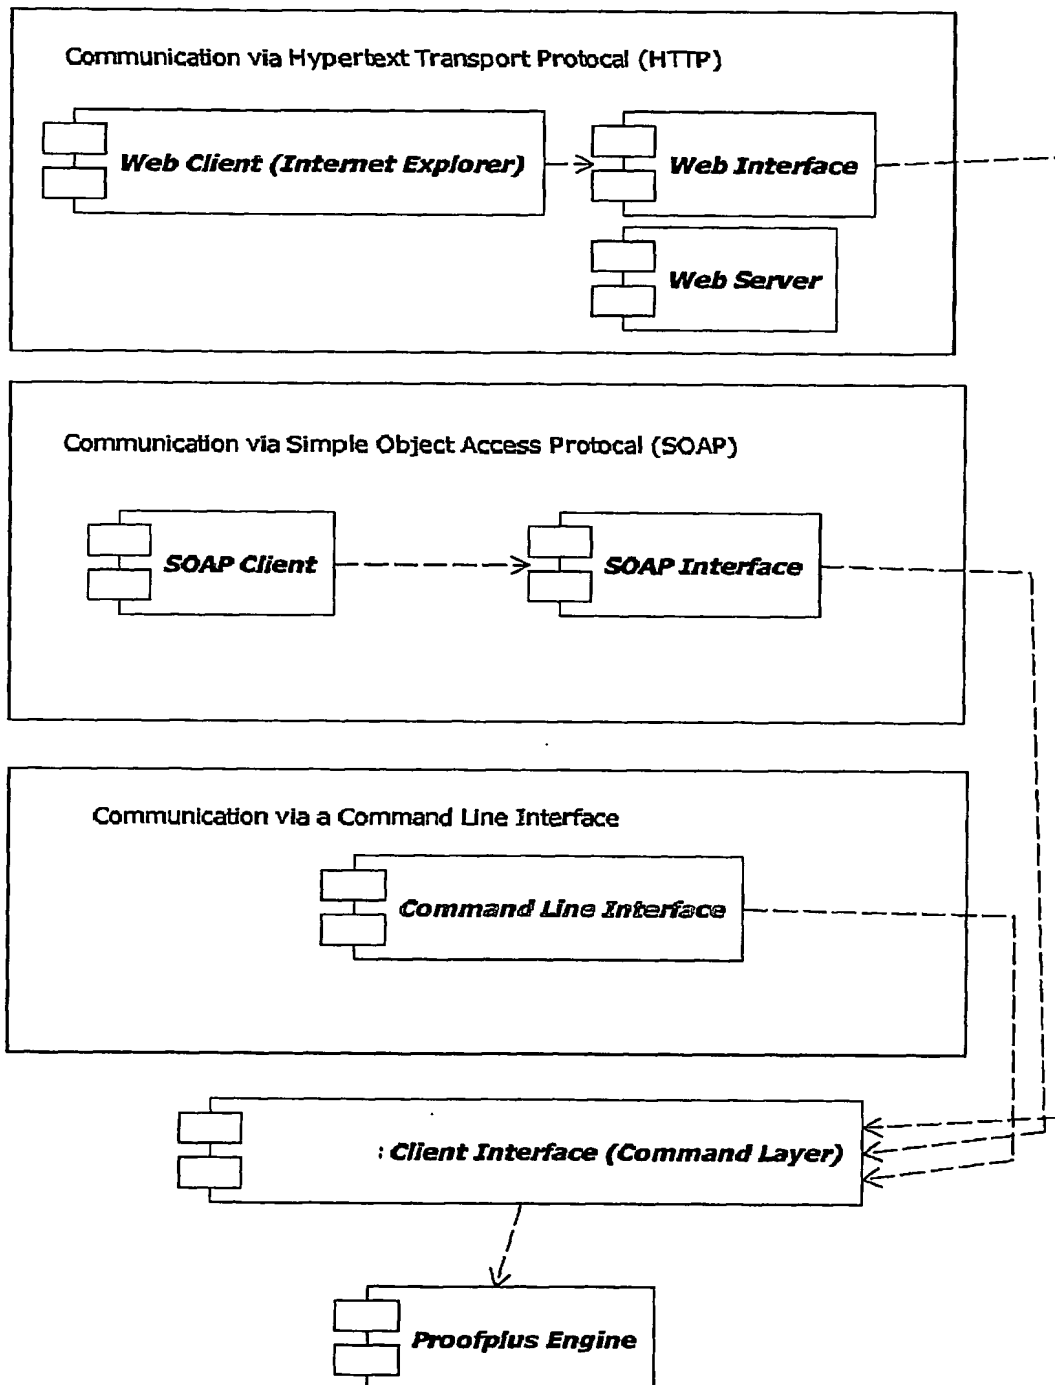 Communication via Hypertext Transport Protocal (HTTP)
Web Client (Internet Explorer)
Web Interface
Web Server
Communication via Simple Object Access Protocal (SOAP)
SOAP Client
SOAP Interface
Communication via a Command Line Interface
Command Line Interface
: Client Interface (Command Layer)
Proofplus Engine